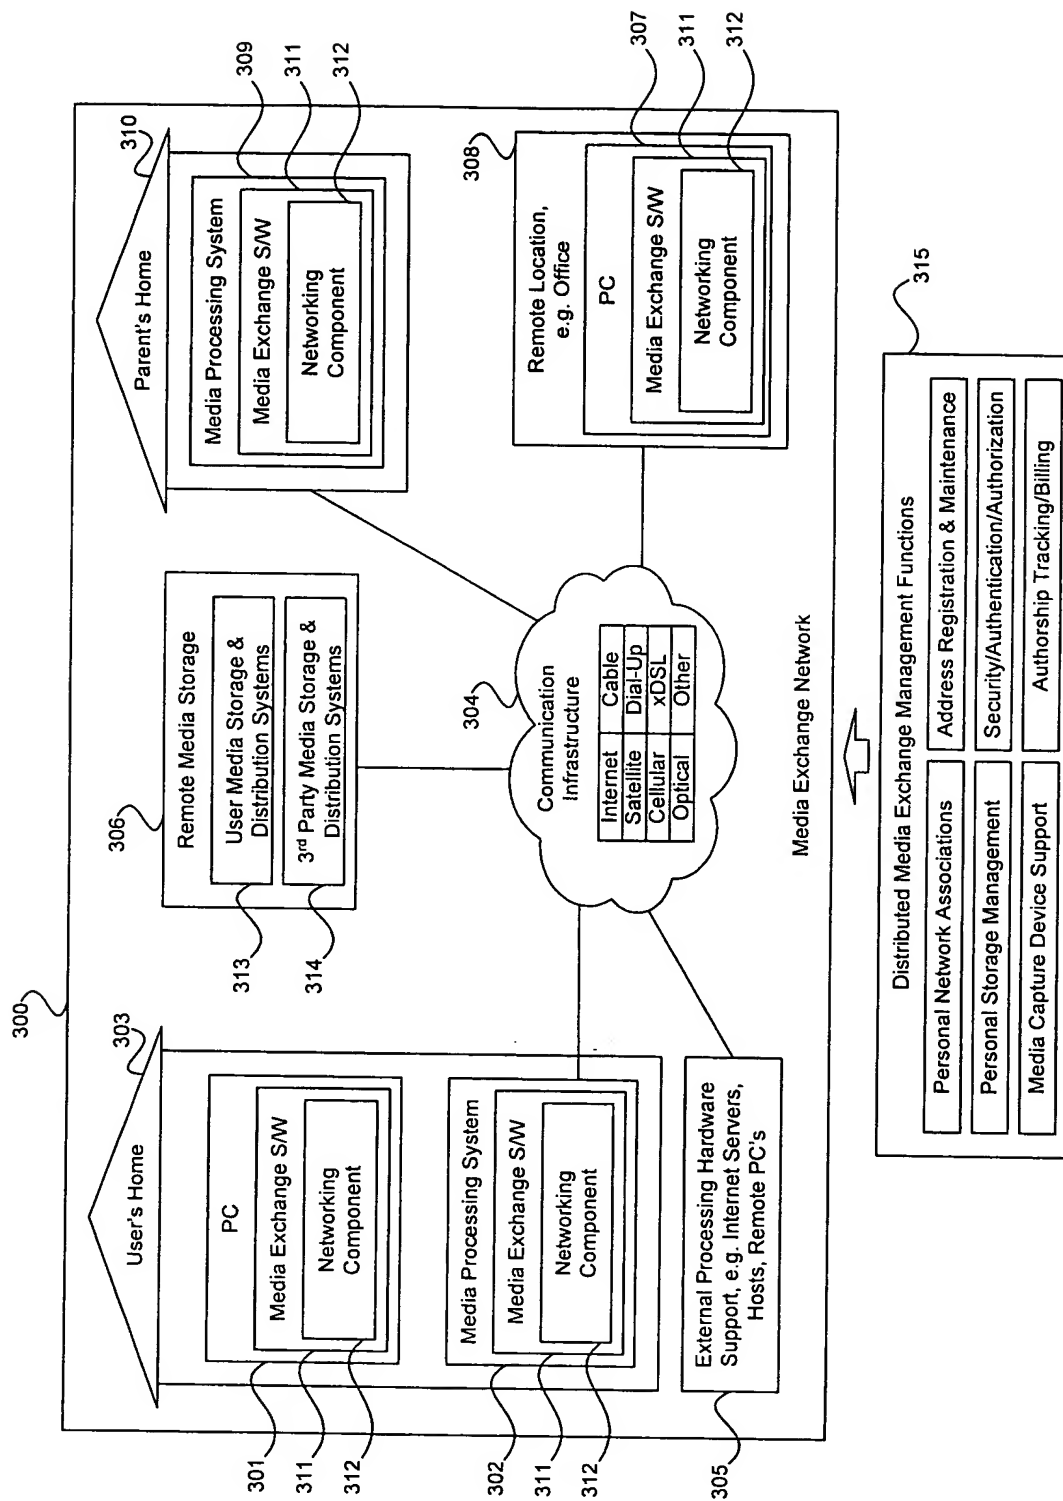 300
303
User's Home
PC
Media Exchange S/W
Networking
Component
301
311
312
Media Processing System
Media Exchange S/W
Networking
Component
302
311
312
External Processing Hardware
Support, e.g. Internet Servers,
Hosts, Remote PC's
305
306
Remote Media Storage
User Media Storage &
Distribution Systems
3rd Party Media Storage &
Distribution Systems
313
314
304
Communication
Infrastructure
Internet Cable
Satellite Dial-Up
Cellular xDSL
Optical Other
310
Parent's Home
309
311
312
Media Processing System
Media Exchange S/W
Networking
Component
308
Remote Location,
e.g. Office
307
311
312
PC
Media Exchange S/W
Networking
Component
Media Exchange Network
315
Distributed Media Exchange Management Functions
Personal Network Associations
Address Registration & Maintenance
Personal Storage Management
Security/Authentication/Authorization
Media Capture Device Support
Authorship Tracking/Billing